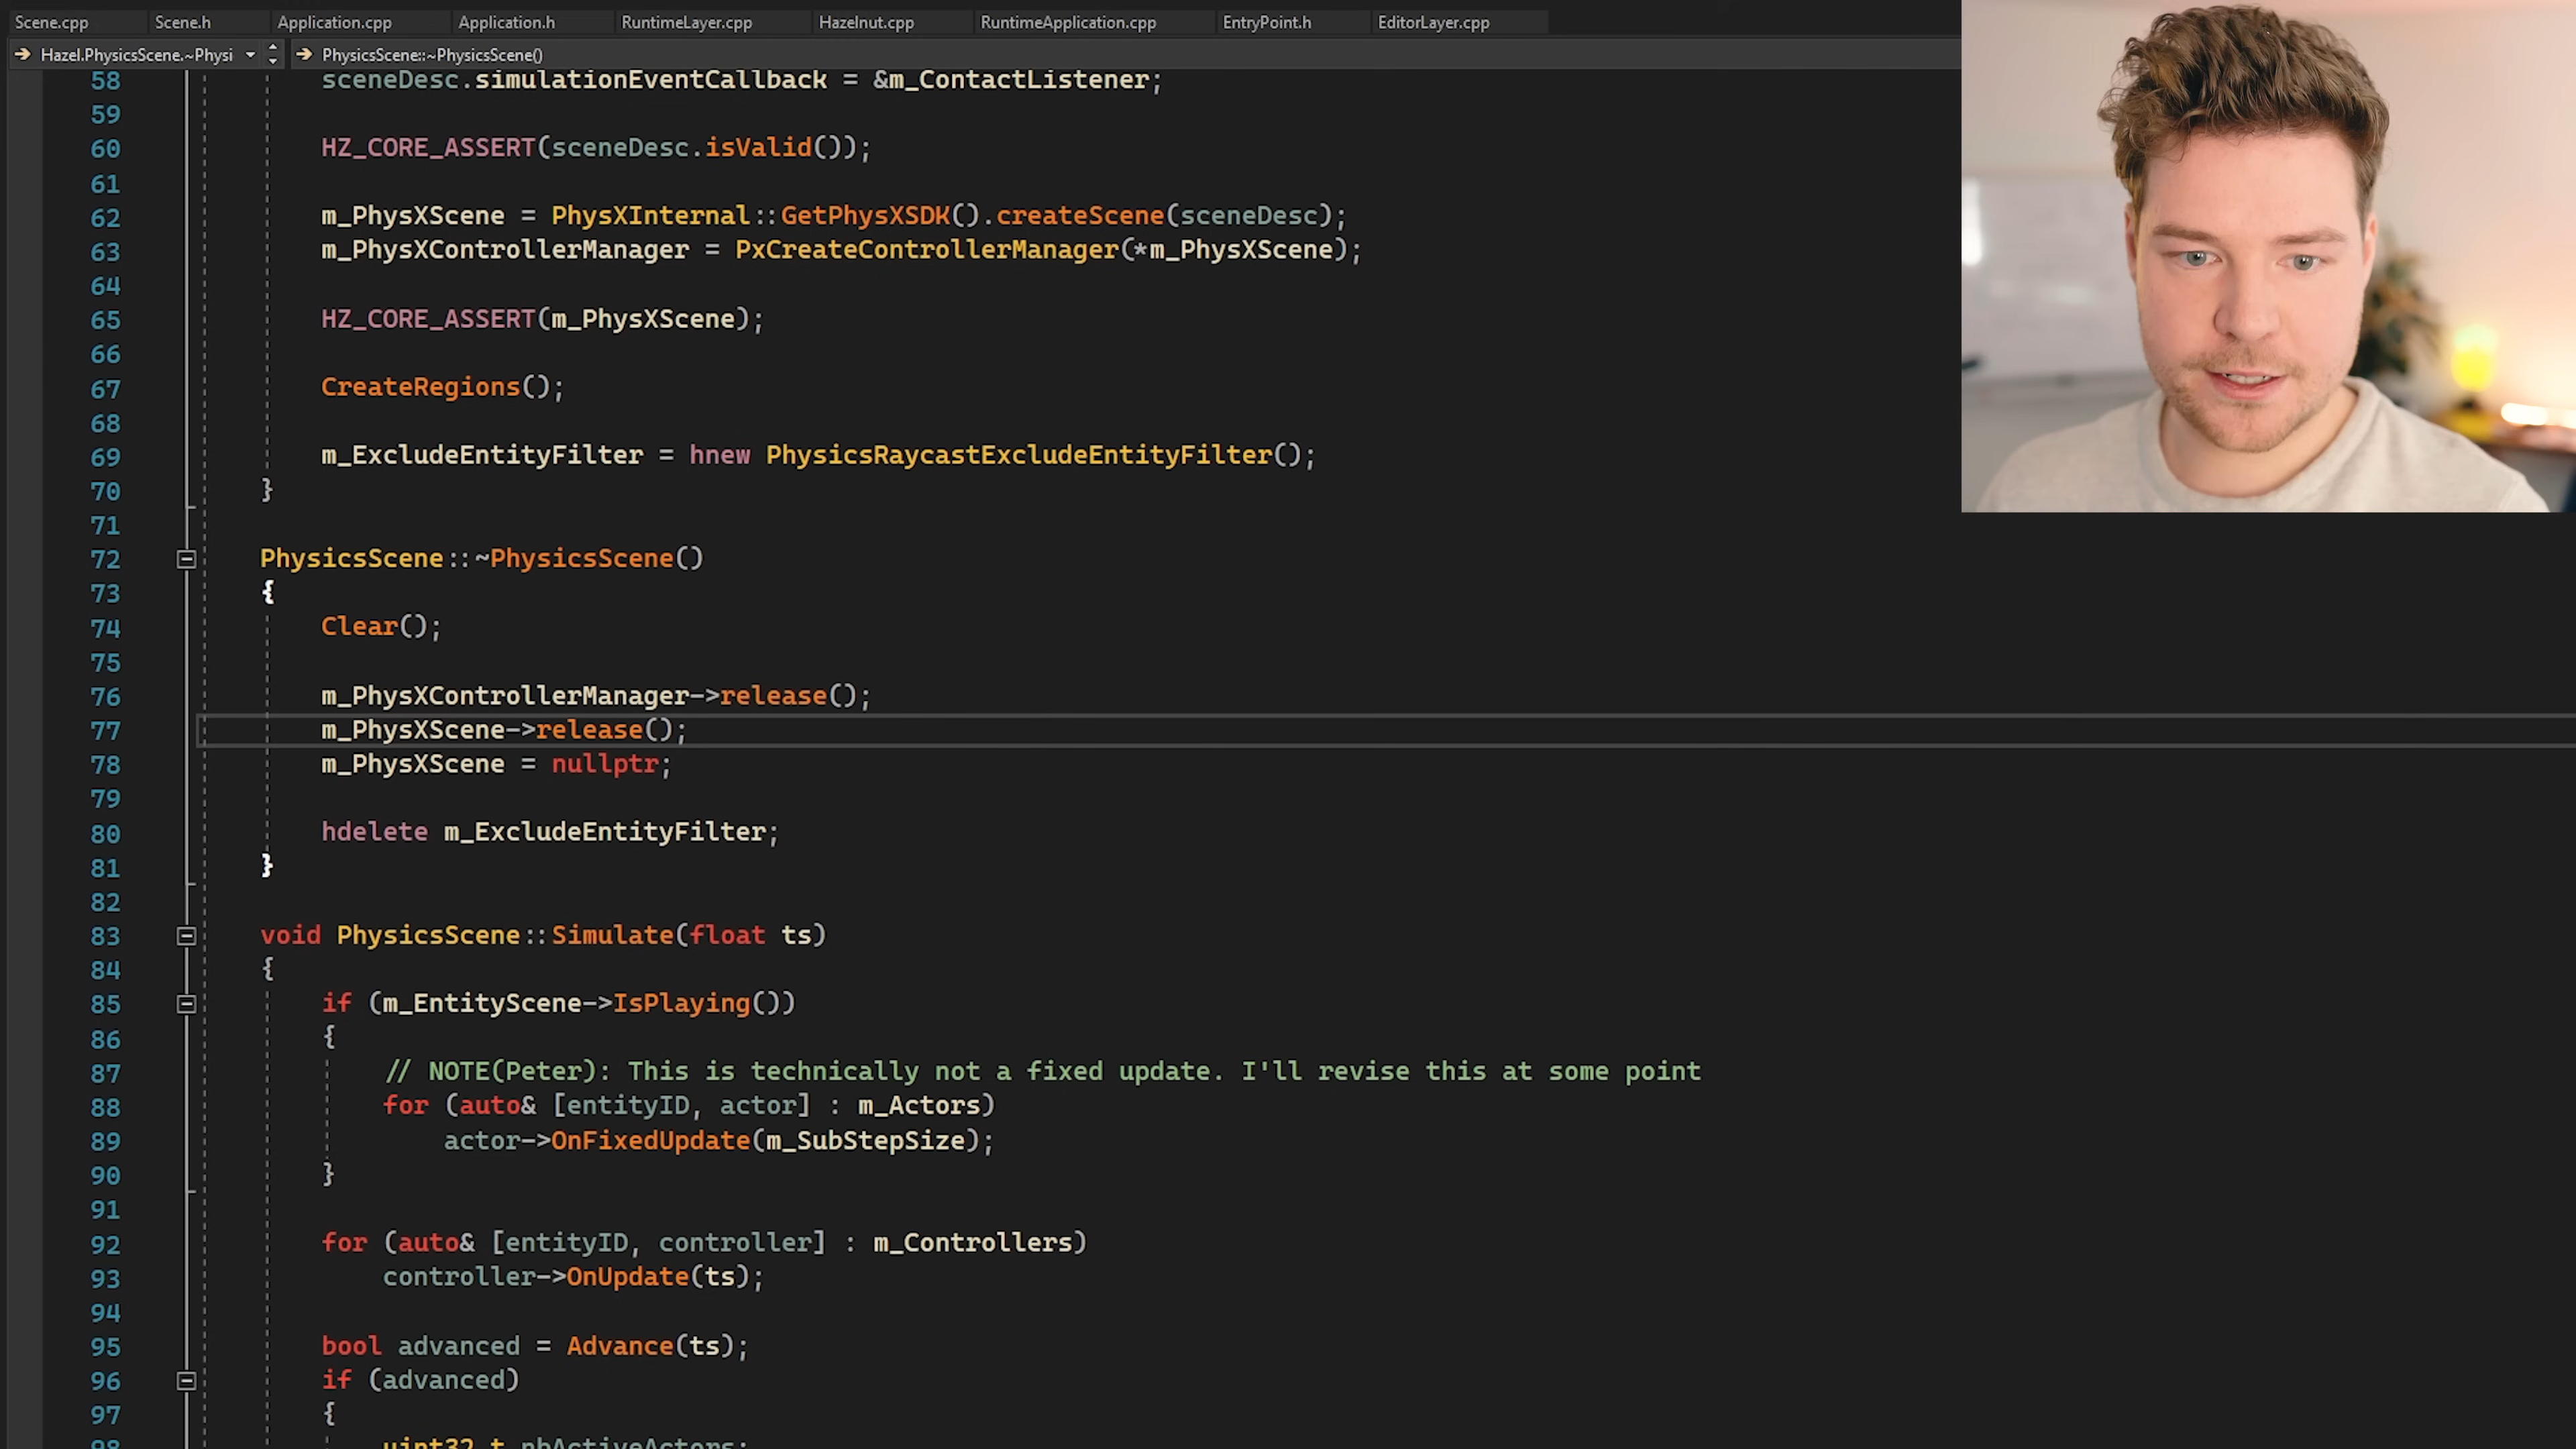 Scene.cpp Scene.h Application.cpp Application.h RuntimeLayer.cpp Hazelnut.cpp RuntimeApplication.cpp EntryPoint.h EditorLayer.cpp
Hazel.PhysicsScene.~Physi PhysicsScene::~PhysicsScene()
58 sceneDesc.simulationEventCallback = &m_ContactListener;
59
60 HZ_CORE_ASSERT(sceneDesc.isValid());
61
62 m_PhysXScene = PhysXInternal::GetPhysXSDK().createScene(sceneDesc);
63 m_PhysXControllerManager = PxCreateControllerManager(*m_PhysXScene);
64
65 HZ_CORE_ASSERT(m_PhysXScene);
66
67 CreateRegions();
68
69 m_ExcludeEntityFilter = hnew PhysicsRaycastExcludeEntityFilter();
70 }
71
72 PhysicsScene::~PhysicsScene()
73 {
74 Clear();
75
76 m_PhysXControllerManager->release();
77 m_PhysXScene->release();
78 m_PhysXScene = nullptr;
79
80 hdelete m_ExcludeEntityFilter;
81 }
82
83 void PhysicsScene::Simulate(float ts)
84 {
85 if (m_EntityScene->IsPlaying())
86 {
87 // NOTE(Peter): This is technically not a fixed update. I'll revise this at some point
88 for (auto& [entityID, actor] : m_Actors)
89 actor->OnFixedUpdate(m_SubStepSize);
90 }
91
92 for (auto& [entityID, controller] : m_Controllers)
93 controller->OnUpdate(ts);
94
95 bool advanced = Advance(ts);
96 if (advanced)
97 {
98 uint32_t nbActiveActors;